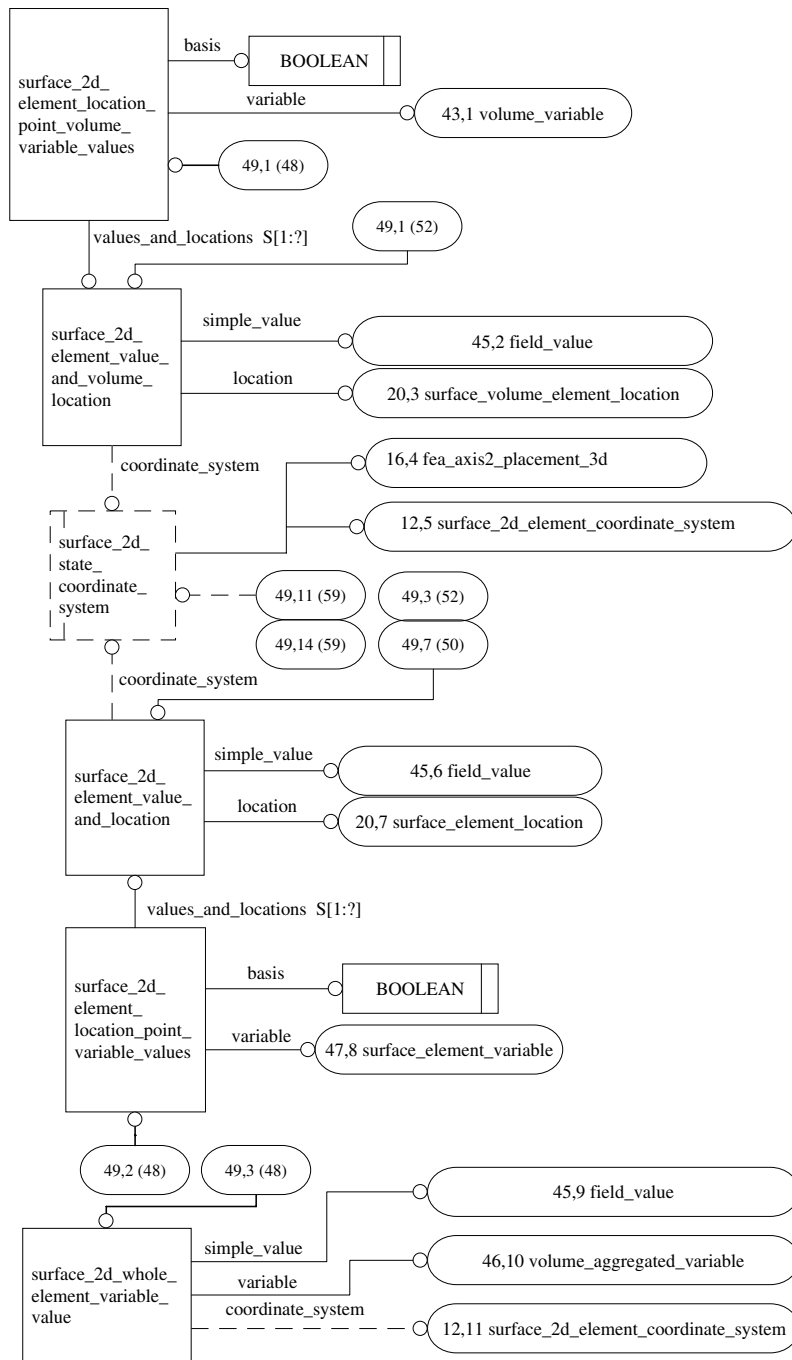 basis
BOOLEAN
surface_2d_
element_location_
point_volume_
variable_values
variable
43,1 volume_variable
49,1 (48)
49,1 (52)
values_and_locations S[1:?]
surface_2d_
element_value_
and_volume_
location
simple_value
45,2 field_value
location
20,3 surface_volume_element_location
coordinate_system
16,4 fea_axis2_placement_3d
12,5 surface_2d_element_coordinate_system
surface_2d_
state_
coordinate_
system
49,11 (59)
49,3 (52)
49,14 (59)
49,7 (50)
coordinate_system
surface_2d_
element_value_
and_location
simple_value
45,6 field_value
location
20,7 surface_element_location
values_and_locations S[1:?]
surface_2d_
element_
location_point_
variable_values
basis
BOOLEAN
variable
47,8 surface_element_variable
49,2 (48)
49,3 (48)
surface_2d_whole_
element_variable_
value
simple_value
45,9 field_value
variable
46,10 volume_aggregated_variable
coordinate_system
12,11 surface_2d_element_coordinate_system